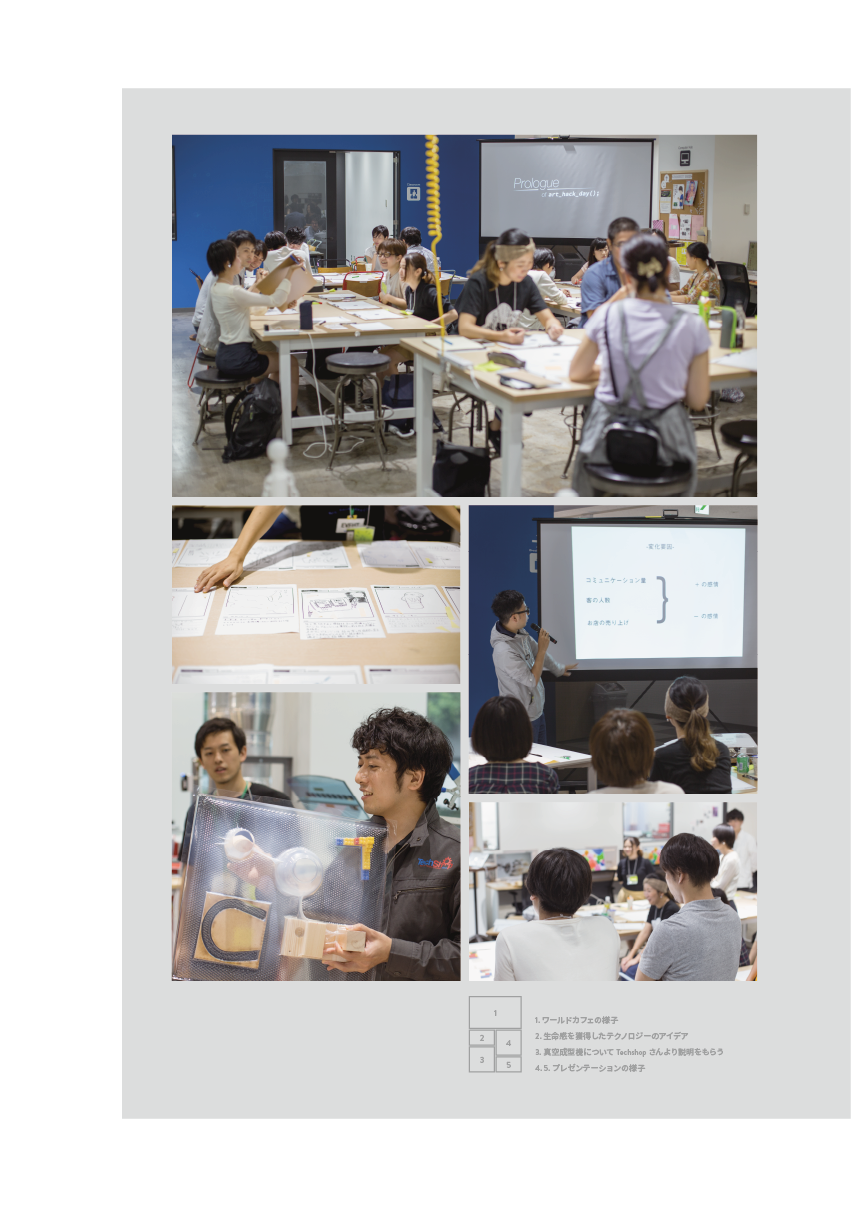 Prologue
of art_hack_day();
-変化要因-
コミュニケーション量
飯の人数
お金の売り上げ
+ の感情
− の感情
1
2
3
4
5
1. ワールドカフェの様子
2. 生命感を獲得したテクノロジーのアイデア
3. 真空成型後について Techshop さんより説明をもらう
4. 5. プレゼンテーションの様子